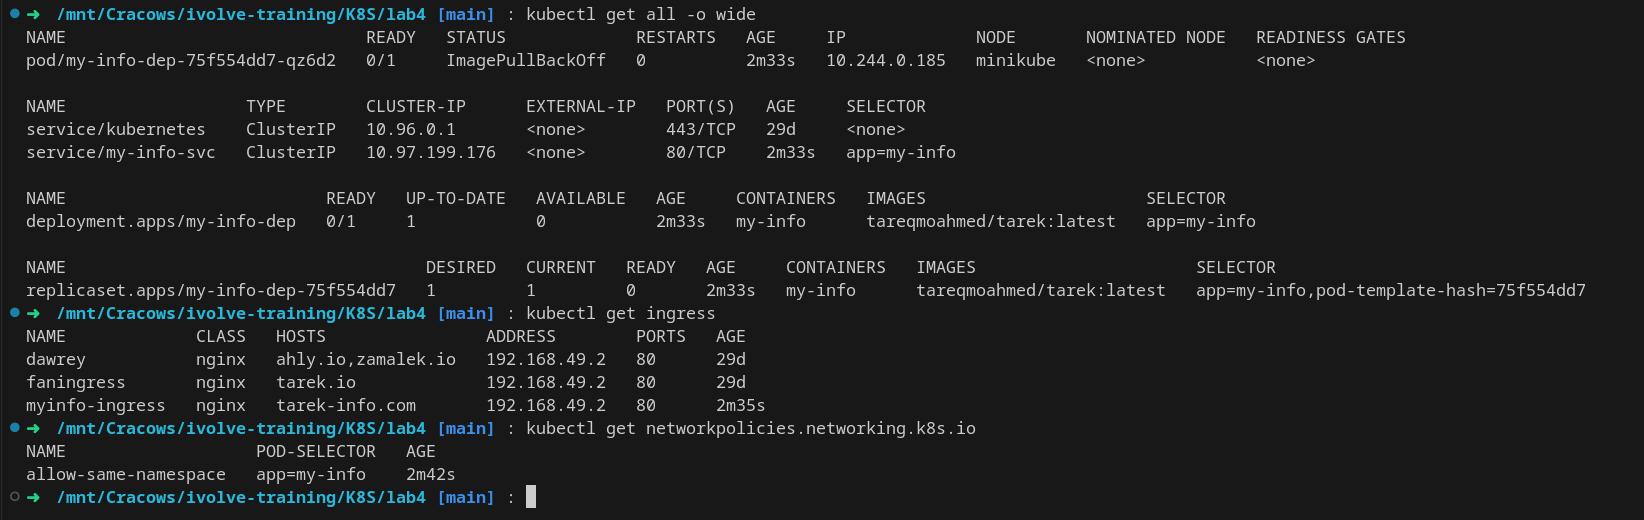 ➜ /mnt/Cracows/ivolve-training/K8S/lab4 [main] : kubectl get all -o wide
NAME READY STATUS RESTARTS AGE IP NODE NOMINATED NODE READINESS GATES
pod/my-info-dep-75f554dd7-qz6d2 0/1 ImagePullBackOff 0 2m33s 10.244.0.185 minikube <none> <none>
NAME TYPE CLUSTER-IP EXTERNAL-IP PORT(S) AGE SELECTOR
service/kubernetes ClusterIP 10.96.0.1 <none> 443/TCP 29d <none>
service/my-info-svc ClusterIP 10.97.199.176 <none> 80/TCP 2m33s app=my-info
NAME READY UP-TO-DATE AVAILABLE AGE CONTAINERS IMAGES SELECTOR
deployment.apps/my-info-dep 0/1 1 0 2m33s my-info tareqmoahmed/tarek:latest app=my-info
NAME DESIRED CURRENT READY AGE CONTAINERS IMAGES SELECTOR
replicaset.apps/my-info-dep-75f554dd7 1 1 0 2m33s my-info tareqmoahmed/tarek:latest app=my-info,pod-template-hash=75f554dd7
➜ /mnt/Cracows/ivolve-training/K8S/lab4 [main] : kubectl get ingress
NAME CLASS HOSTS ADDRESS PORTS AGE
dawrey nginx ahly.io,zamalek.io 192.168.49.2 80 29d
faningress nginx tarek.io 192.168.49.2 80 29d
myinfo-ingress nginx tarek-info.com 192.168.49.2 80 2m35s
➜ /mnt/Cracows/ivolve-training/K8S/lab4 [main] : kubectl get networkpolicies.networking.k8s.io
NAME POD-SELECTOR AGE
allow-same-namespace app=my-info 2m42s
➜ /mnt/Cracows/ivolve-training/K8S/lab4 [main] :